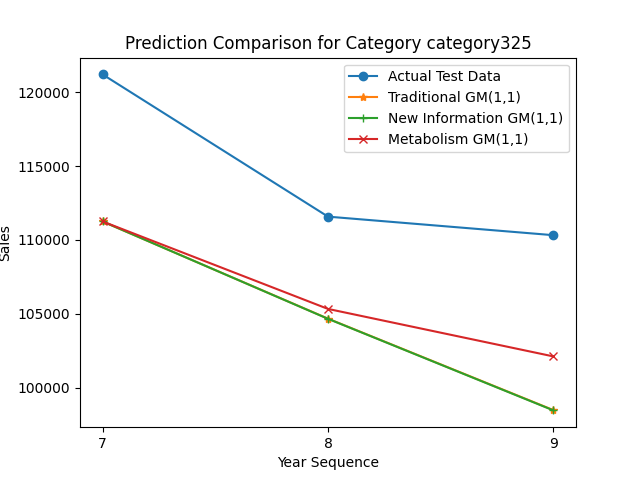 Prediction Comparison for Category category325
Actual Test Data
Traditional GM(1,1)
New Information GM(1,1)
Metabolism GM(1,1)
120000
115000
110000
105000
100000
Sales
7
8
9
Year Sequence